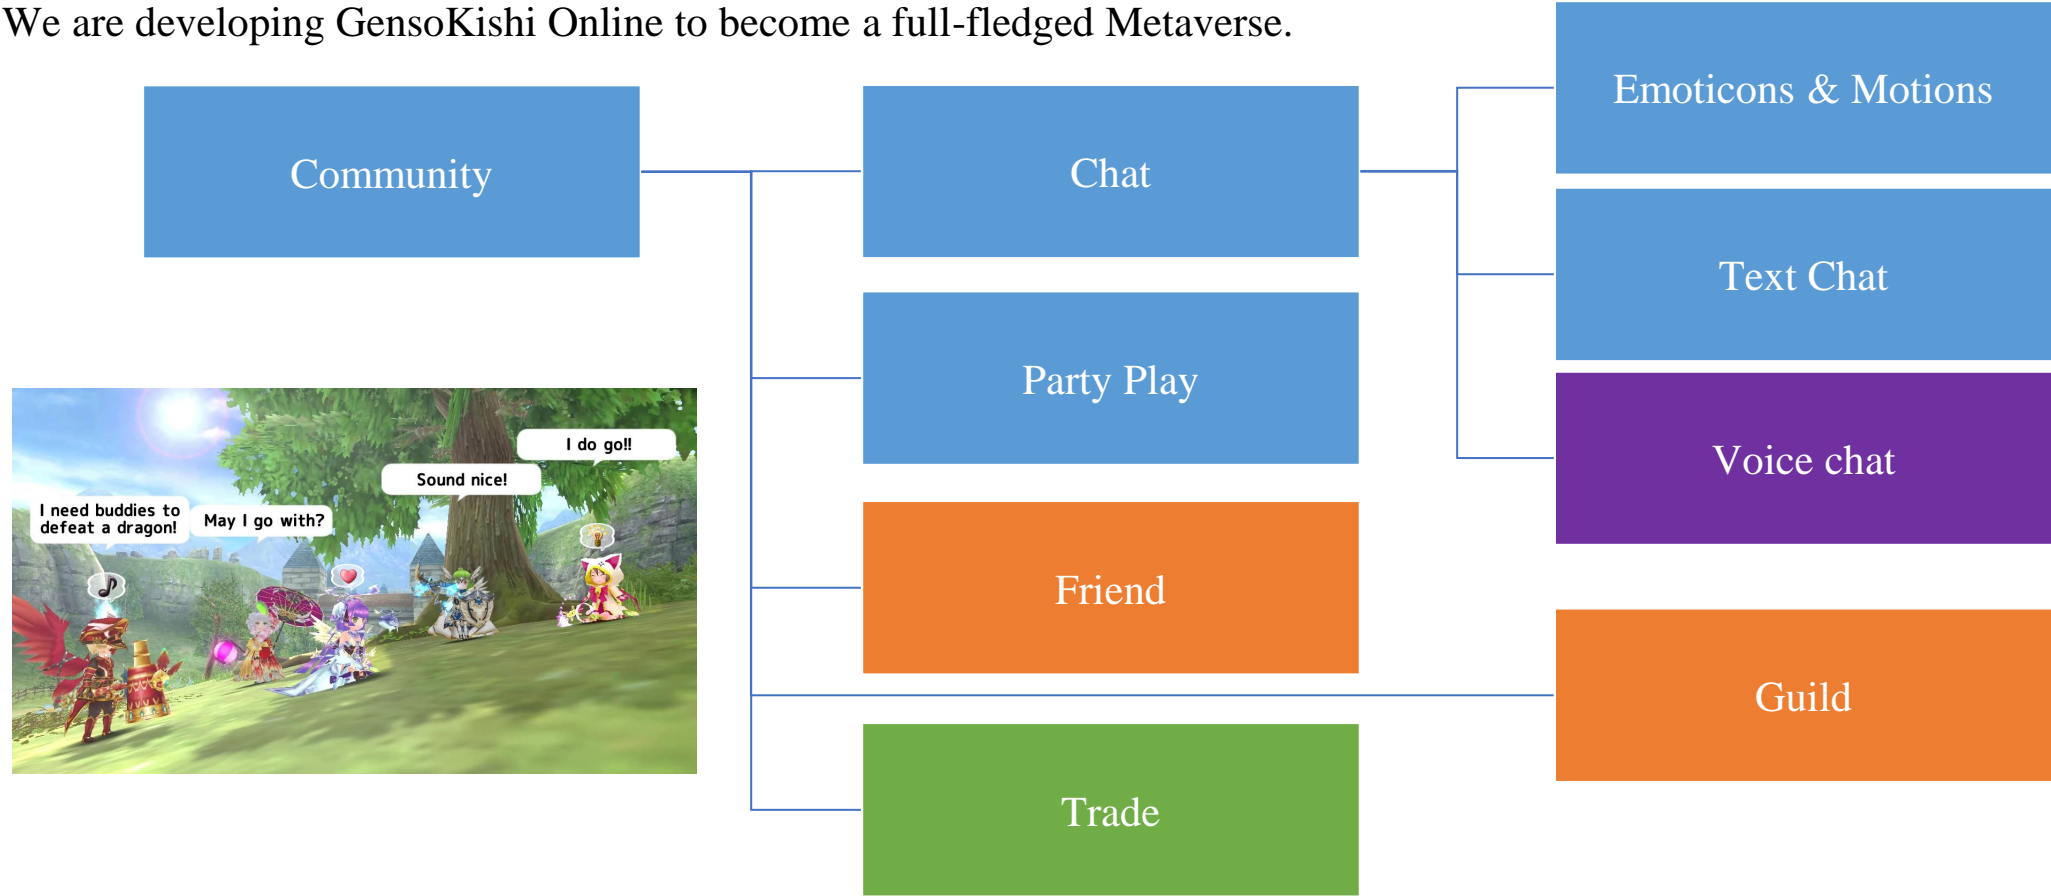 We are developing GensoKishi Online to become a full-fledged Metaverse.
Community
Chat
Emoticons & Motions
Text Chat
Voice chat
Party Play
Friend
Guild
Trade
I need buddies to
defeat a dragon!
May I go with?
Sound nice!
I do go!!